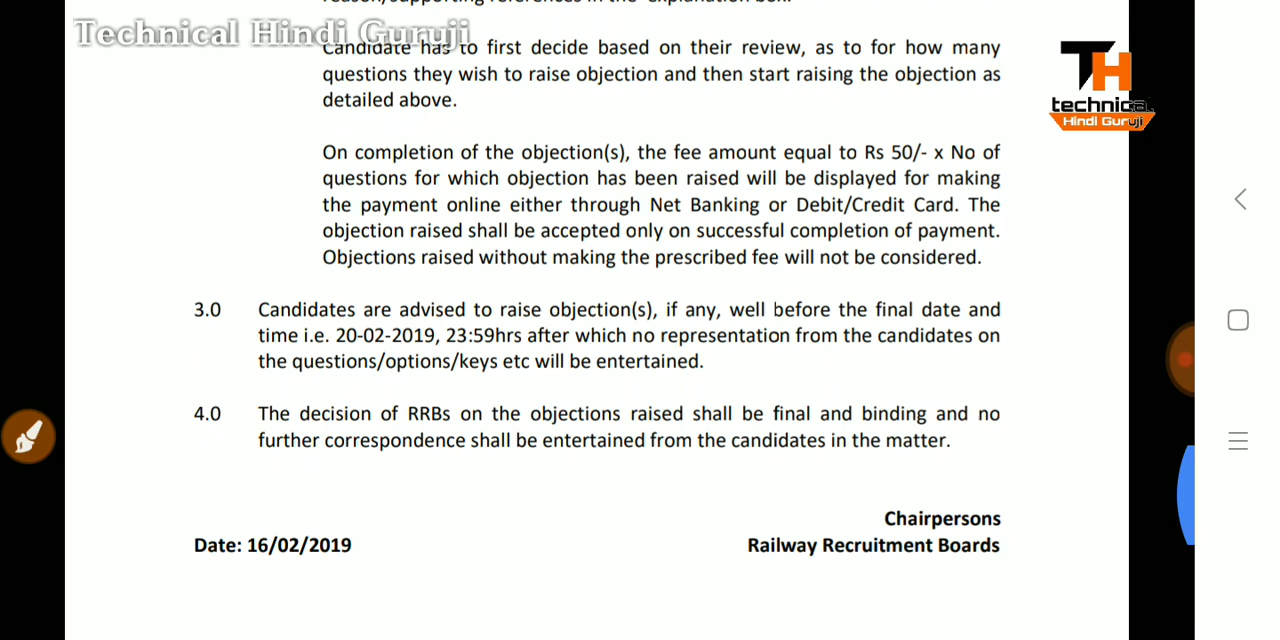 Technical Hindi Guruji
reason/supporting references in the explanation box.
Candidate has to first decide based on their review, as to for how many
questions they wish to raise objection and then start raising the objection as
detailed above.
TH
technical
Hindi Guruji
On completion of the objection(s), the fee amount equal to Rs 50/- x No of
questions for which objection has been raised will be displayed for making
the payment online either through Net Banking or Debit/Credit Card. The
objection raised shall be accepted only on successful completion of payment.
Objections raised without making the prescribed fee will not be considered.
3.0 Candidates are advised to raise objection(s), if any, well before the final date and
time i.e. 20-02-2019, 23:59hrs after which no representation from the candidates on
the questions/options/keys etc will be entertained.
4.0 The decision of RRBs on the objections raised shall be final and binding and no
further correspondence shall be entertained from the candidates in the matter.
Chairpersons
Date: 16/02/2019 Railway Recruitment Boards